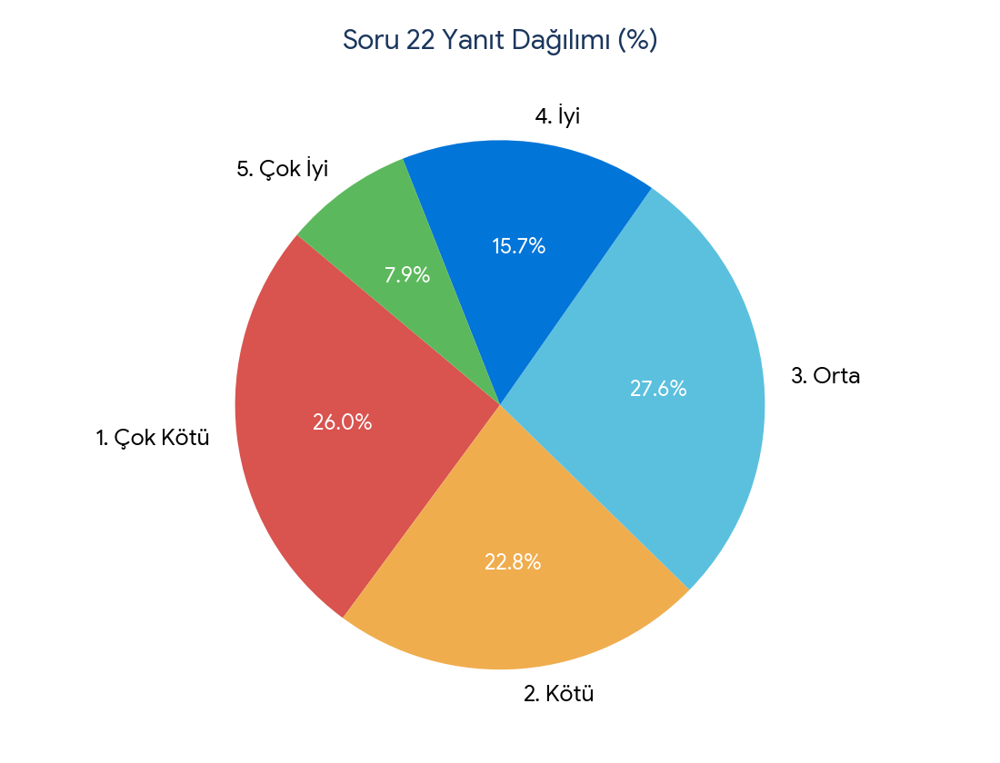 Soru 22 Yanıt Dağılımı (%)
4. İyi
5. Çok İyi
15.7%
7.9%
3. Orta
27.6%
26.0%
1. Çok Kötü
22.8%
2. Kötü